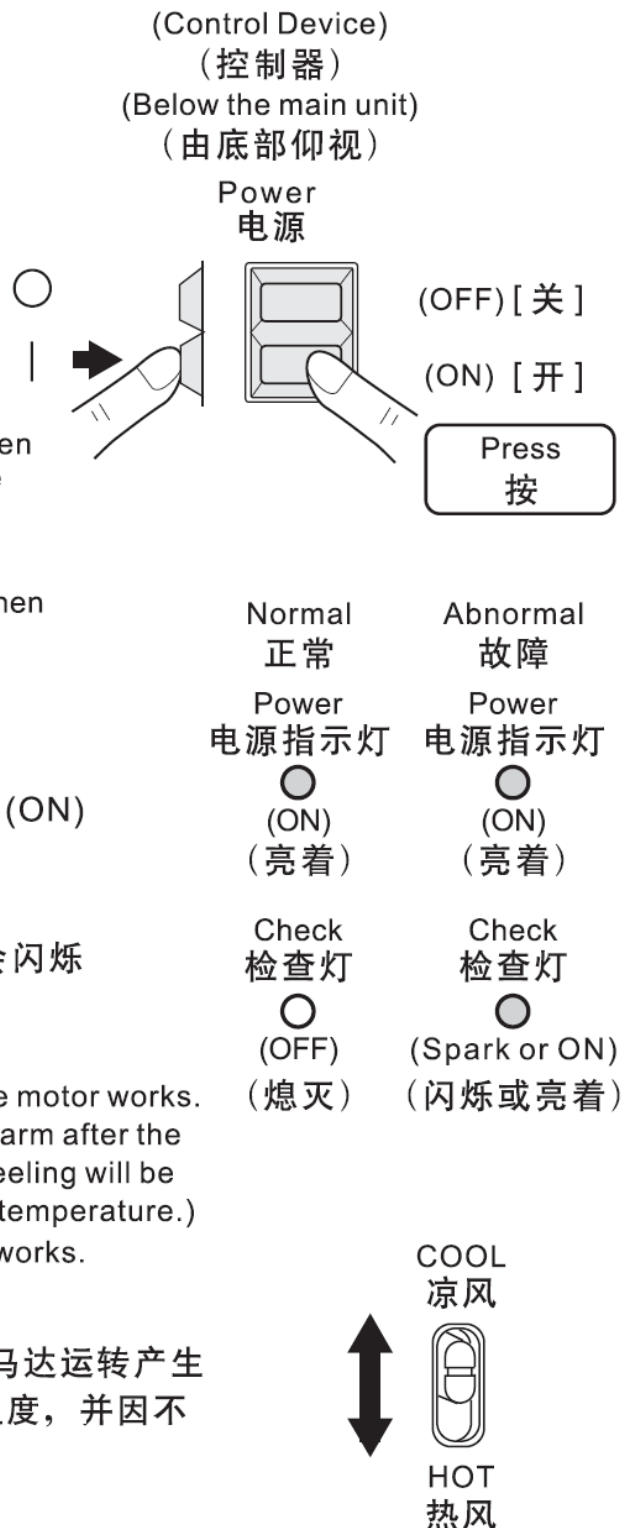 (Control Device)
（控制器）
(Below the main unit)
（由底部仰视）
Power
电源
(OFF) [ 关 ]
(ON) [ 开 ]
Press
按
Normal
正常
Abnormal
故障
Power
电源指示灯
(ON)
（亮着）
Power
电源指示灯
(ON)
（亮着）
(ON)
闪烁
Check
检查灯
(OFF)
（熄灭）
Check
检查灯
(Spark or ON)
（闪烁或亮着）
motor works.
after the
will be
temperature.)
works.
COOL
凉风
马达运转产生
度，并因不
HOT
热风